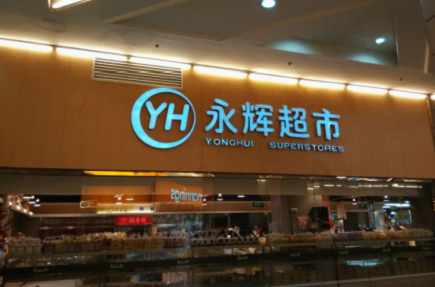 YH 永辉超市
YONGHUI SUPERSTORES